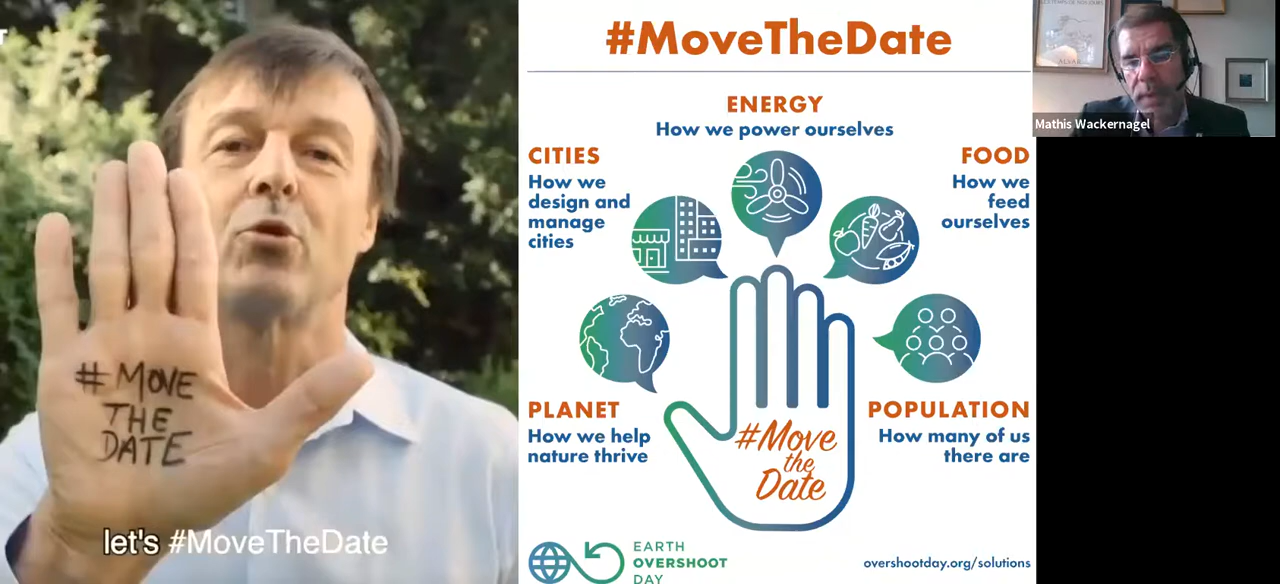 T
#MOVE
THE
DATE
let's #MoveTheDate
#MoveTheDate
ENERGY
How we power ourselves
CITIES
How we
design and
manage
cities
FOOD
How we
feed
ourselves
PLANET
How we help
nature thrive
POPULATION
How many of us
there are
#Move
the
Date
EARTH
OVERSHOOT
DAY
overshootday.org/solutions
ALVAR
Mathis Wackernagel